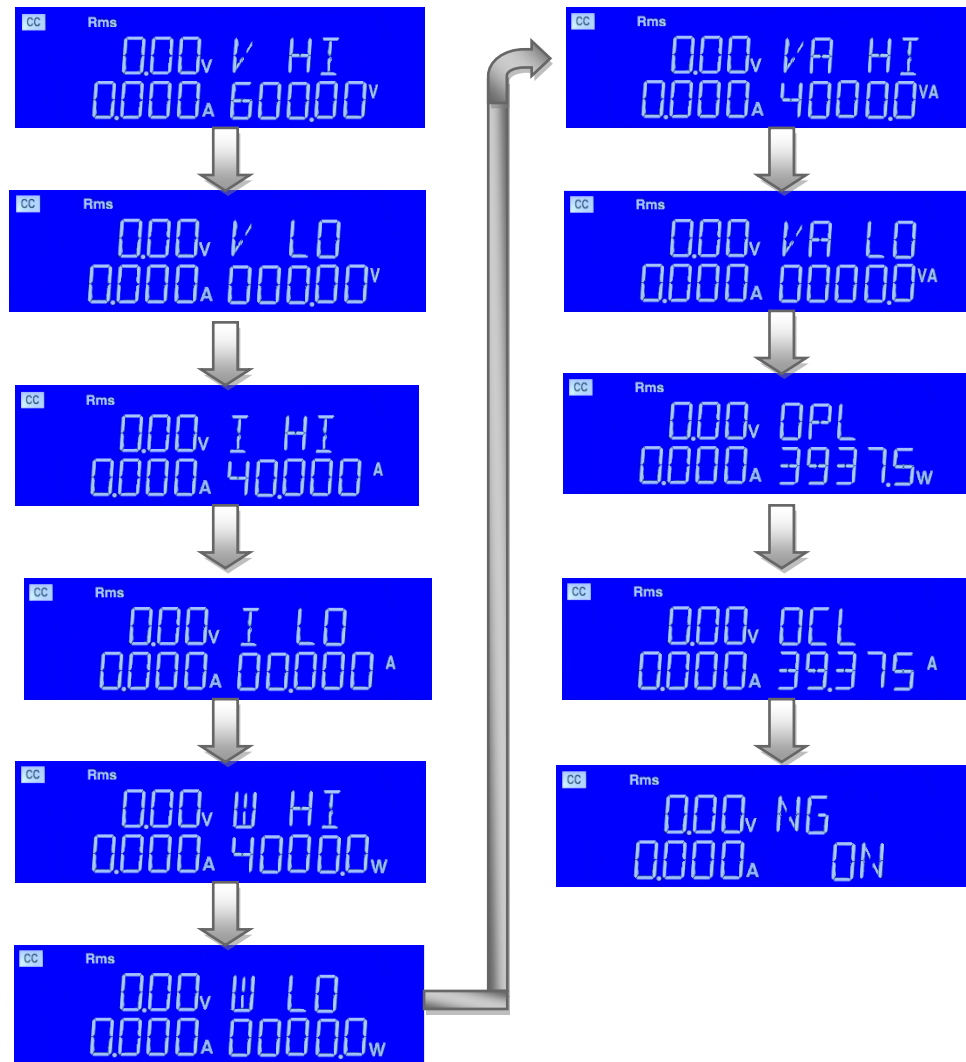 CC Rms
0.00V V HI
0.000A 600.00V
CC Rms
0.00V V LO
0.000A 000.00V
CC Rms
0.00V I HI
0.000A 40.000 A
CC Rms
0.00V I LO
0.000A 00.000 A
CC Rms
0.00V W HI
0.000A 4000.0W
CC Rms
0.00V W LO
0.000A 0000.0W
CC Rms
0.00V VA HI
0.000A 4000.0VA
CC Rms
0.00V VA LO
0.000A 0000.0VA
CC Rms
0.00V OPL
0.000A 3937.5W
CC Rms
0.00V OCL
0.000A 39.375 A
CC Rms
0.00V NG
0.000A ON